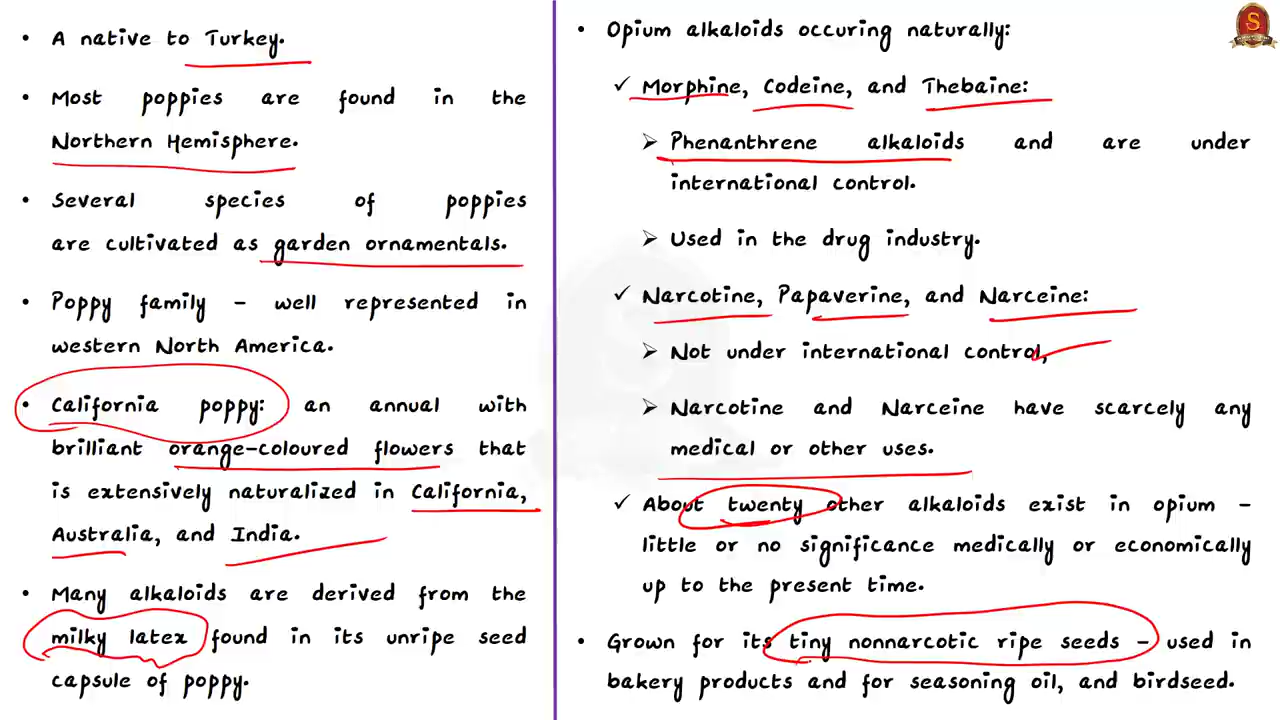 • A native to Turkey.
• Most poppies are found in the
Northern Hemisphere.
• Several species of poppies
are cultivated as garden ornamentals.
• Poppy family – well represented in
western North America.
• California poppy: an annual with
brilliant orange-coloured flowers that
is extensively naturalized in California,
Australia, and India.
• Many alkaloids are derived from the
milky latex found in its unripe seed
capsule of poppy.
• Opium alkaloids occuring naturally:
✓ Morphine, Codeine, and Thebaine:
➢ Phenanthrene alkaloids and are under
international control.
➢ Used in the drug industry.
✓ Narcotine, Papaverine, and Narceine:
➢ Not under international control,
➢ Narcotine and Narceine have scarcely any
medical or other uses.
✓ About twenty other alkaloids exist in opium –
little or no significance medically or economically
up to the present time.
• Grown for its tiny nonnarcotic ripe seeds – used in
bakery products and for seasoning oil, and birdseed.
S